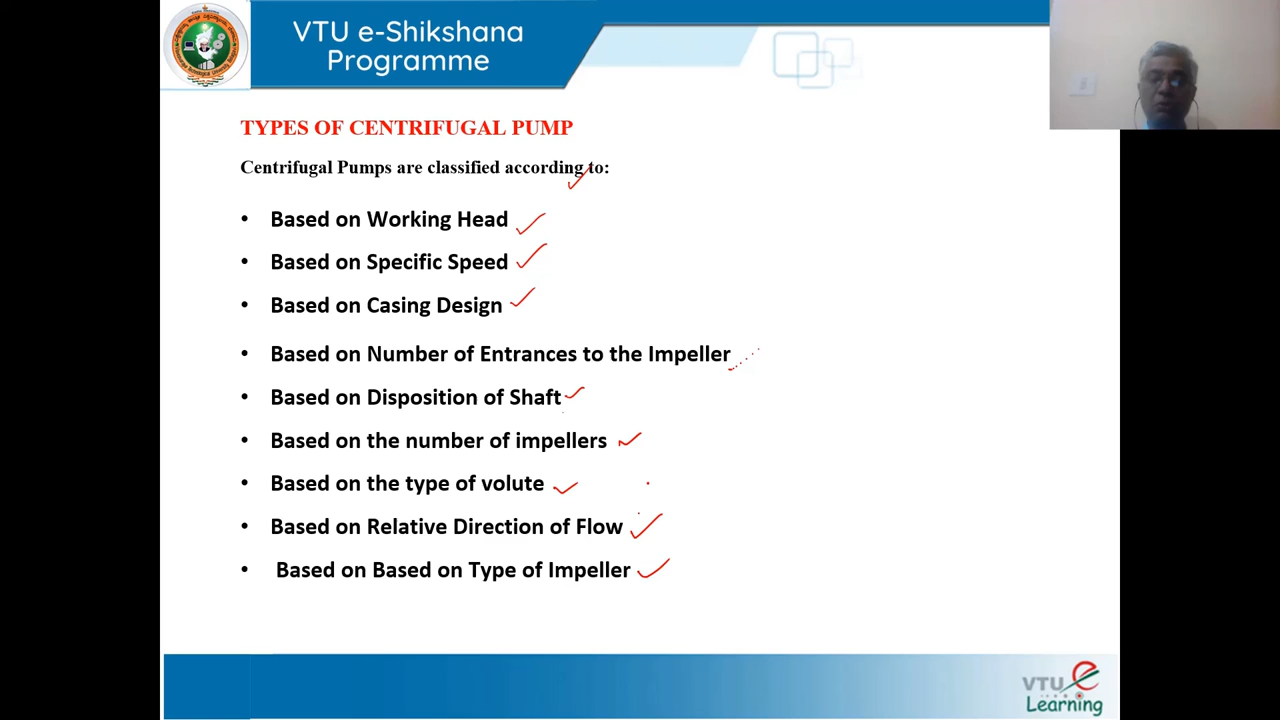 VTU e-Shikshana
Programme
TYPES OF CENTRIFUGAL PUMP
Centrifugal Pumps are classified according to:
• Based on Working Head
• Based on Specific Speed
• Based on Casing Design
• Based on Number of Entrances to the Impeller
• Based on Disposition of Shaft
• Based on the number of impellers
• Based on the type of volute
• Based on Relative Direction of Flow
• Based on Based on Type of Impeller
VTU e
Learning